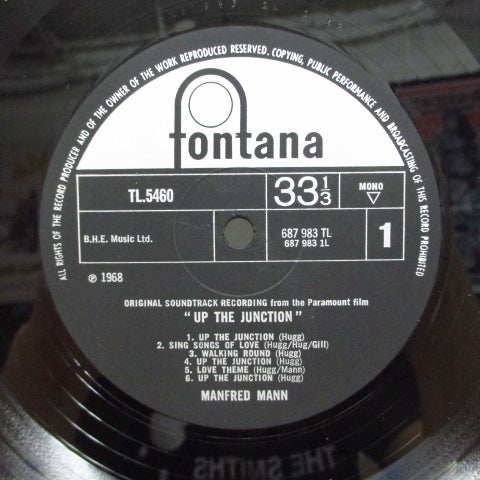 ALL RIGHTS OF THE RECORD PRODUCER AND OF THE OWNER OF THE WORK REPRODUCED RESERVED. COPYING, PUBLIC PERFORMANCE AND BROADCASTING OF THIS RECORD PROHIBITED
fontana
TL.5460
33 1/3
MONO
B.H.E. Music Ltd.
687 983 TL
687 983 1L
1
℗ 1968
ORIGINAL SOUNDTRACK RECORDING from the Paramount film
"UP THE JUNCTION"
1. UP THE JUNCTION (Hugg)
2. SING SONGS OF LOVE (Hugg/Hug/Gill)
3. WALKING ROUND (Hugg)
4. UP THE JUNCTION (Hugg)
5. LOVE THEME (Hugg/Mann)
6. UP THE JUNCTION (Hugg)
MANFRED MANN
THE SMITHS